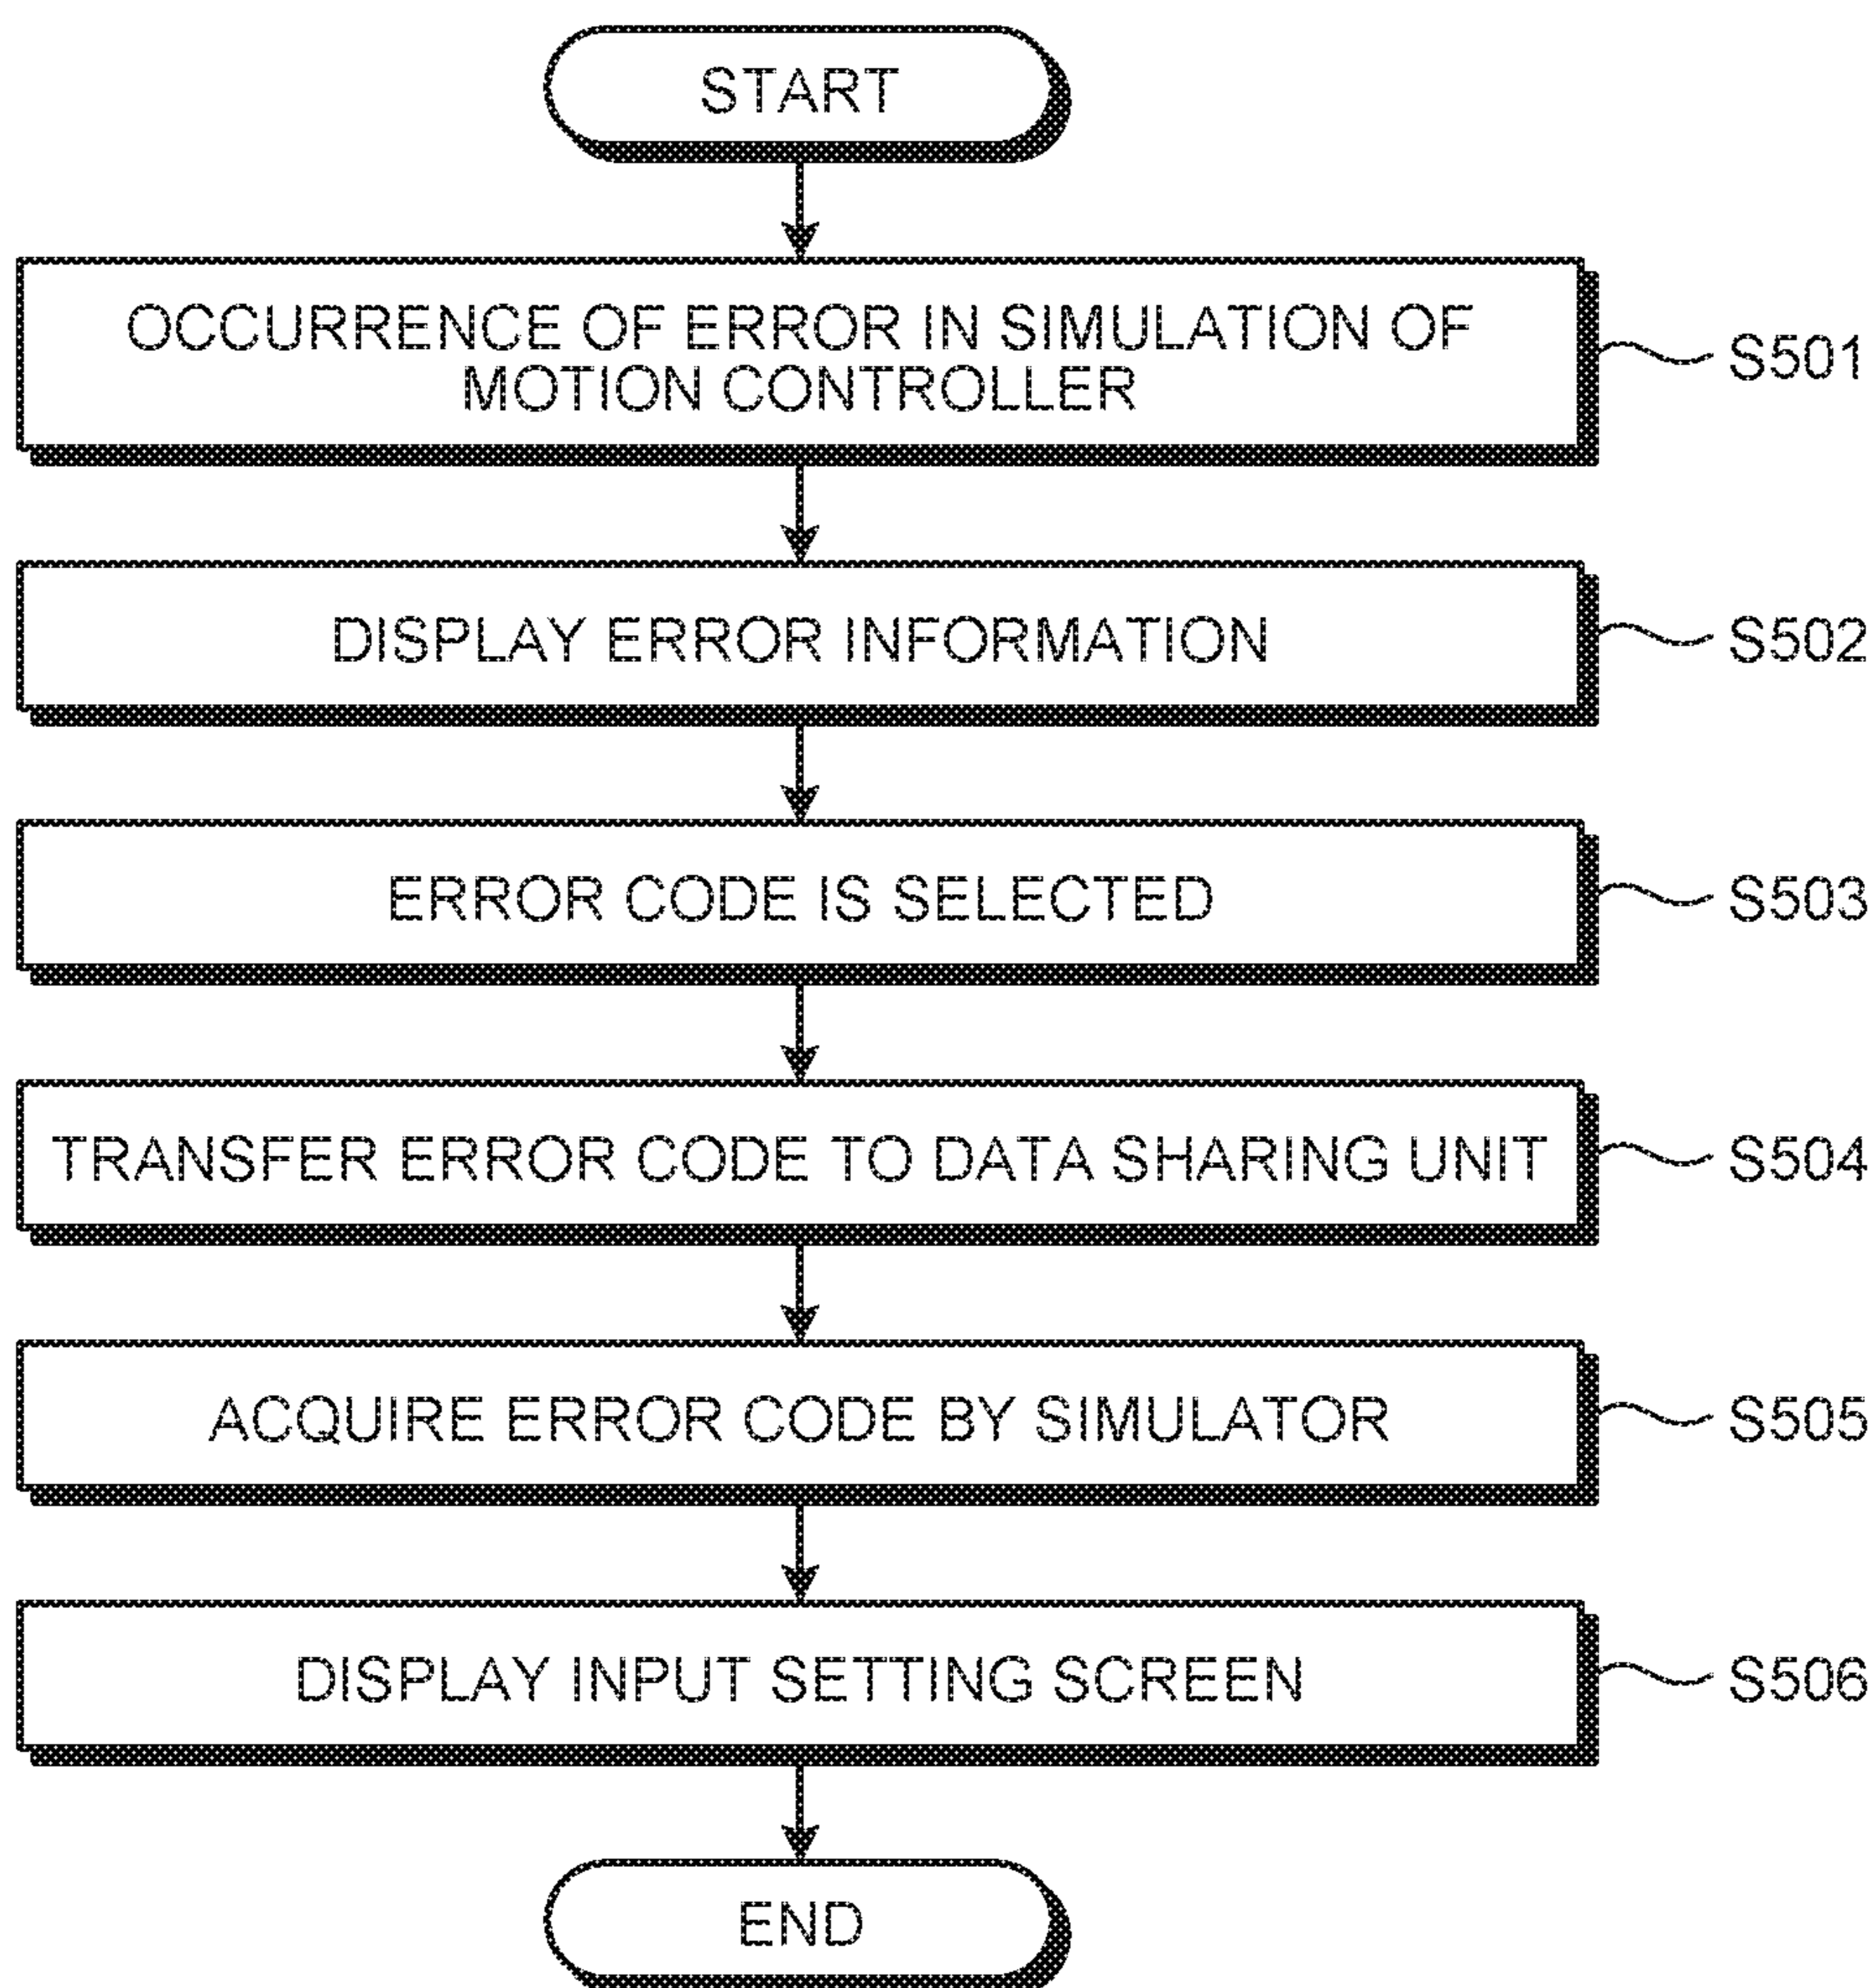 START
OCCURRENCE OF ERROR IN SIMULATION OF
MOTION CONTROLLER
S501
DISPLAY ERROR INFORMATION
S502
ERROR CODE IS SELECTED
S503
TRANSFER ERROR CODE TO DATA SHARING UNIT
S504
ACQUIRE ERROR CODE BY SIMULATOR
S505
DISPLAY INPUT SETTING SCREEN
S506
END